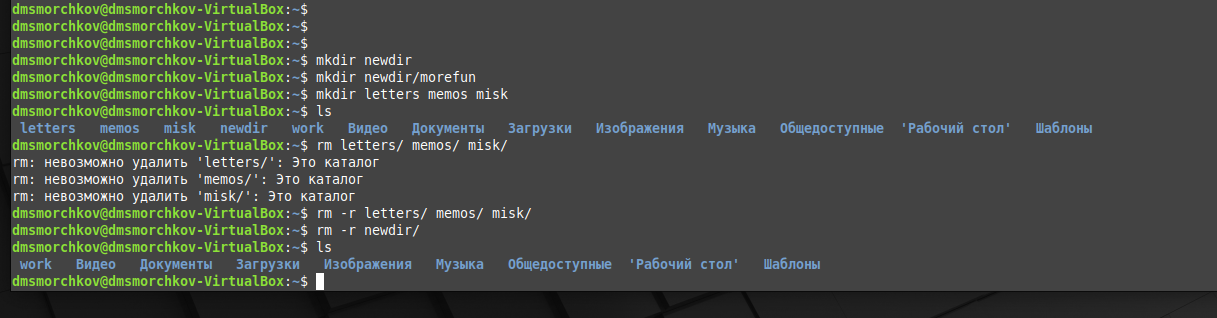 dmsmorchkov@dmsmorchkov-VirtualBox:~$
dmsmorchkov@dmsmorchkov-VirtualBox:~$
dmsmorchkov@dmsmorchkov-VirtualBox:~$
dmsmorchkov@dmsmorchkov-VirtualBox:~$ mkdir newdir
dmsmorchkov@dmsmorchkov-VirtualBox:~$ mkdir newdir/morefun
dmsmorchkov@dmsmorchkov-VirtualBox:~$ mkdir letters memos misk
dmsmorchkov@dmsmorchkov-VirtualBox:~$ ls
letters memos misk newdir work Видео Документы Загрузки Изображения Музыка Общедоступные 'Рабочий стол' Шаблоны
dmsmorchkov@dmsmorchkov-VirtualBox:~$ rm letters/ memos/ misk/
rm: невозможно удалить 'letters/': Это каталог
rm: невозможно удалить 'memos/': Это каталог
rm: невозможно удалить 'misk/': Это каталог
dmsmorchkov@dmsmorchkov-VirtualBox:~$ rm -r letters/ memos/ misk/
dmsmorchkov@dmsmorchkov-VirtualBox:~$ rm -r newdir/
dmsmorchkov@dmsmorchkov-VirtualBox:~$ ls
work Видео Документы Загрузки Изображения Музыка Общедоступные 'Рабочий стол' Шаблоны
dmsmorchkov@dmsmorchkov-VirtualBox:~$